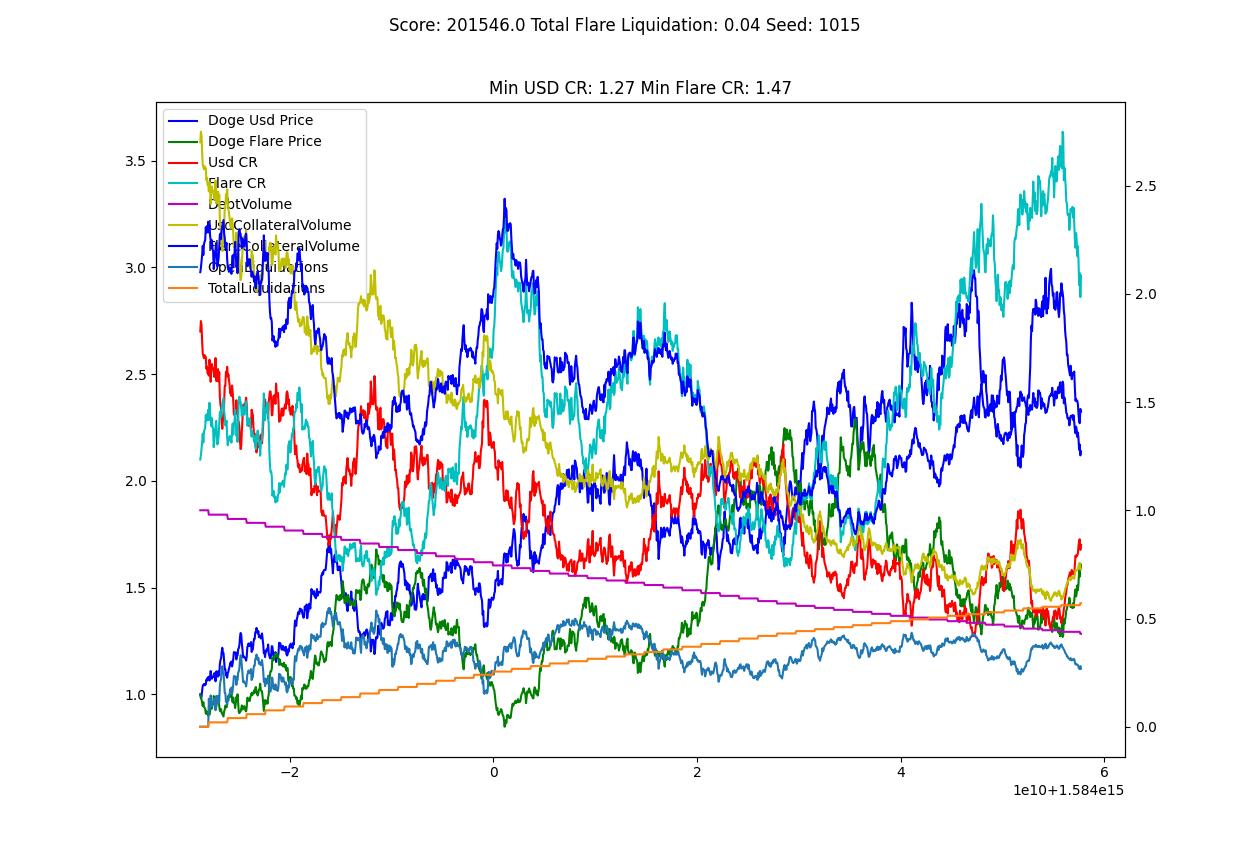 Score: 201546.0 Total Flare Liquidation: 0.04 Seed: 1015
Min USD CR: 1.27 Min Flare CR: 1.47
Doge Usd Price
Doge Flare Price
Usd CR
Flare CR
DebtVolume
UsdCollateralVolume
FlareCollateralVolume
OpenLiquidations
TotalLiquidations
3.5
3.0
2.5
2.0
1.5
1.0
2.5
2.0
1.5
1.0
0.5
0.0
−2
0
2
4
6
1e10+1.584e15